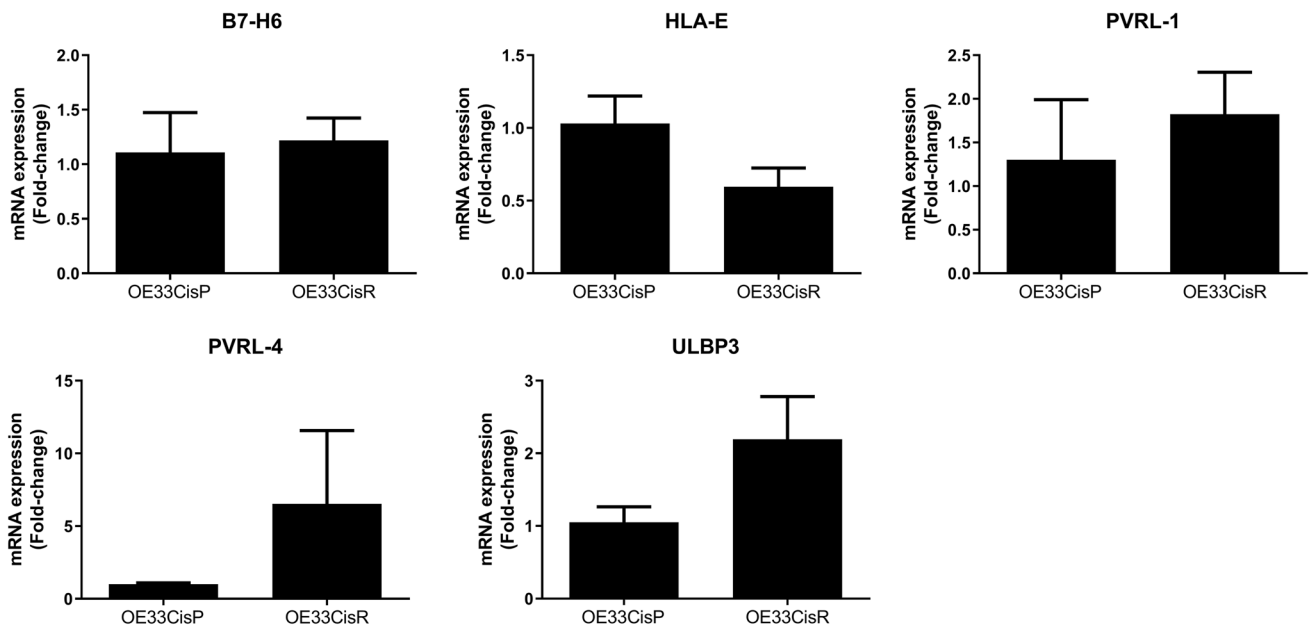 B7-H6
mRNA expression
(Fold-change)
2.0
1.5
1.0
0.5
0.0
OE33CisP
OE33CisR
HLA-E
mRNA expression
(Fold-change)
1.5
1.0
0.5
0.0
OE33CisP
OE33CisR
PVRL-1
mRNA expression
(Fold-change)
2.5
2.0
1.5
1.0
0.5
0.0
OE33CisP
OE33CisR
PVRL-4
mRNA expression
(Fold-change)
15
10
5
0
OE33CisP
OE33CisR
ULBP3
mRNA expression
(Fold-change)
3
2
1
0
OE33CisP
OE33CisR